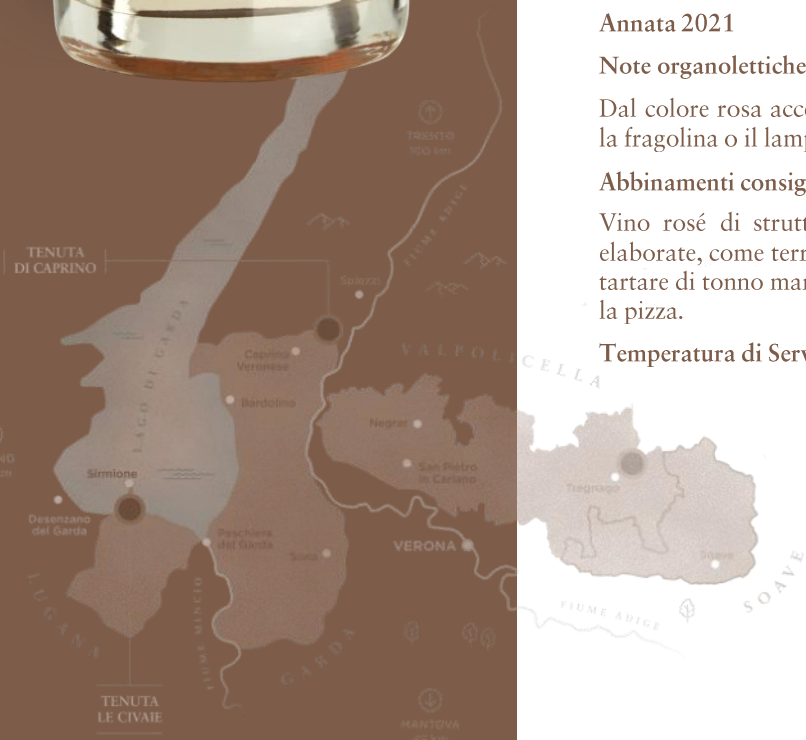 Annata 2021
Note organolettiche
Dal colore rosa acc
la fragolina o il lam
Abbinamenti consig
Vino rosé di strutt
elaborate, come terr
tartare di tonno mar
la pizza.
Temperatura di Serv
TRENTO
100 km
FIUME ADIGE
TENUTA
DI CAPRINO
LAGO DI GARDA
Caprino
Veronese
Bardolino
VALPOLICELLA
Negrar
San Pietro
in Cariano
Sirmione
Desenzano
del Garda
Peschiera
del Garda
Sona
VERONA
Tregnago
Soave
SOAVE
FIUME ADIGE
LUGANA
FIUME MINCIO
GARDA
TENUTA
LE CIVAIE
MANTOVA